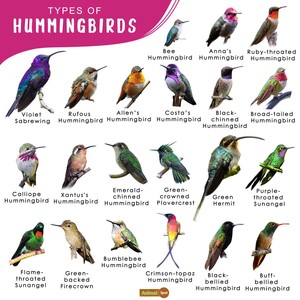 TYPES OF
HUMMINGBIRDS
Bee
Hummingbird
Anna's
Hummingbird
Ruby-throated
Hummingbird
Violet
Sabrewing
Rufous
Hummingbird
Allen's
Hummingbird
Costa's
Hummingbird
Black-
chinned
Hummingbird
Broad-tailed
Hummingbird
Calliope
Hummingbird
Xantus's
Hummingbird
Emerald-
chinned
Hummingbird
Green-
crowned
Plovercrest
Green
Hermit
Purple-
throated
Sunangel
Flame-
throated
Sunangel
Green-
backed
Firecrown
Bumblebee
Hummingbird
Crimson-topaz
Hummingbird
Black-
bellied
Hummingbird
Buff-
bellied
Hummingbird
Animal